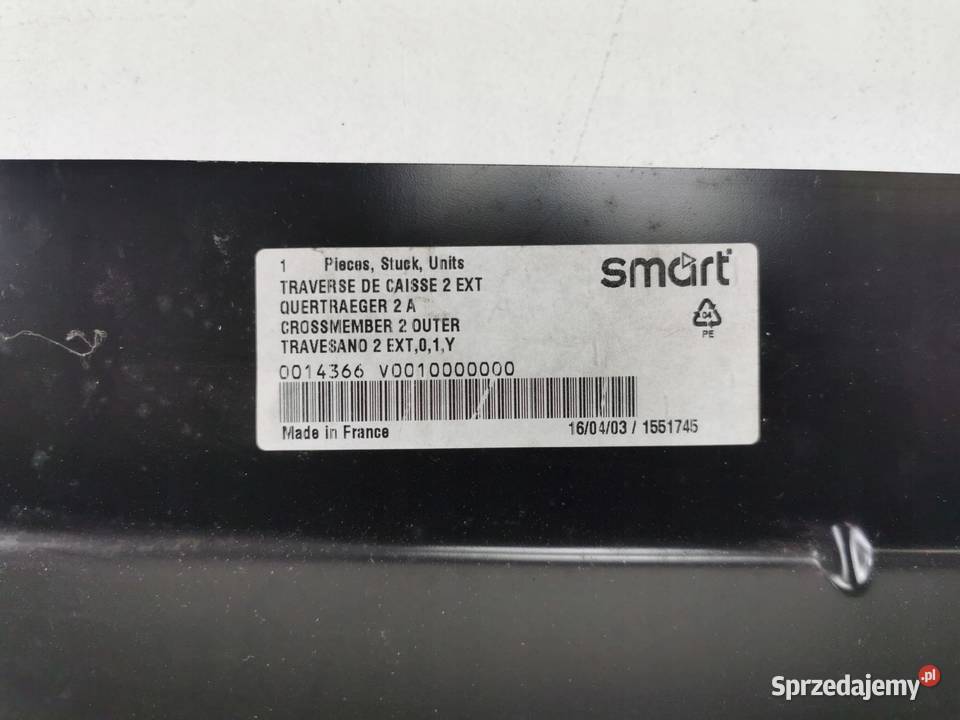 1 Pieces, Stuck, Units
smart
TRAVERSE DE CAISSE 2 EXT
QUERTRAEGER 2 A
CROSSMEMBER 2 OUTER
TRAVESANO 2 EXT,0,1,Y
04
PE
0014366 V0010000000
Made in France
16/04/03 / 1551745
Sprzedajemy.pl